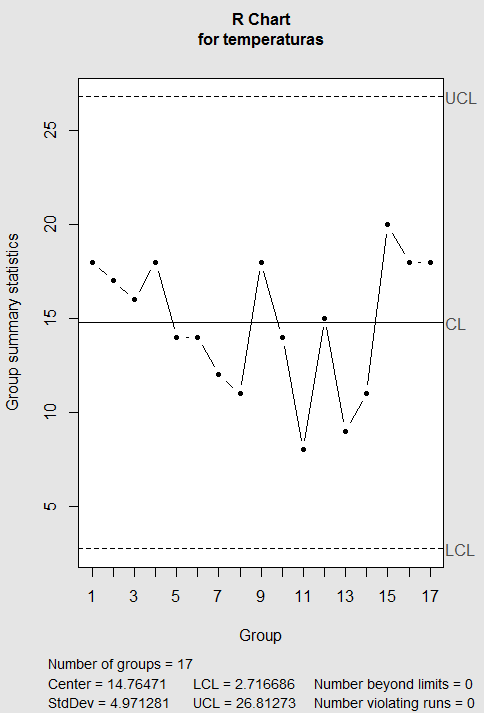 R Chart
for temperaturas
UCL
25
20
15
CL
10
5
LCL
Group summary statistics
1 3 5 7 9 11 13 15 17
Group
Number of groups = 17
Center = 14.76471 LCL = 2.716686 Number beyond limits = 0
StdDev = 4.971281 UCL = 26.81273 Number violating runs = 0